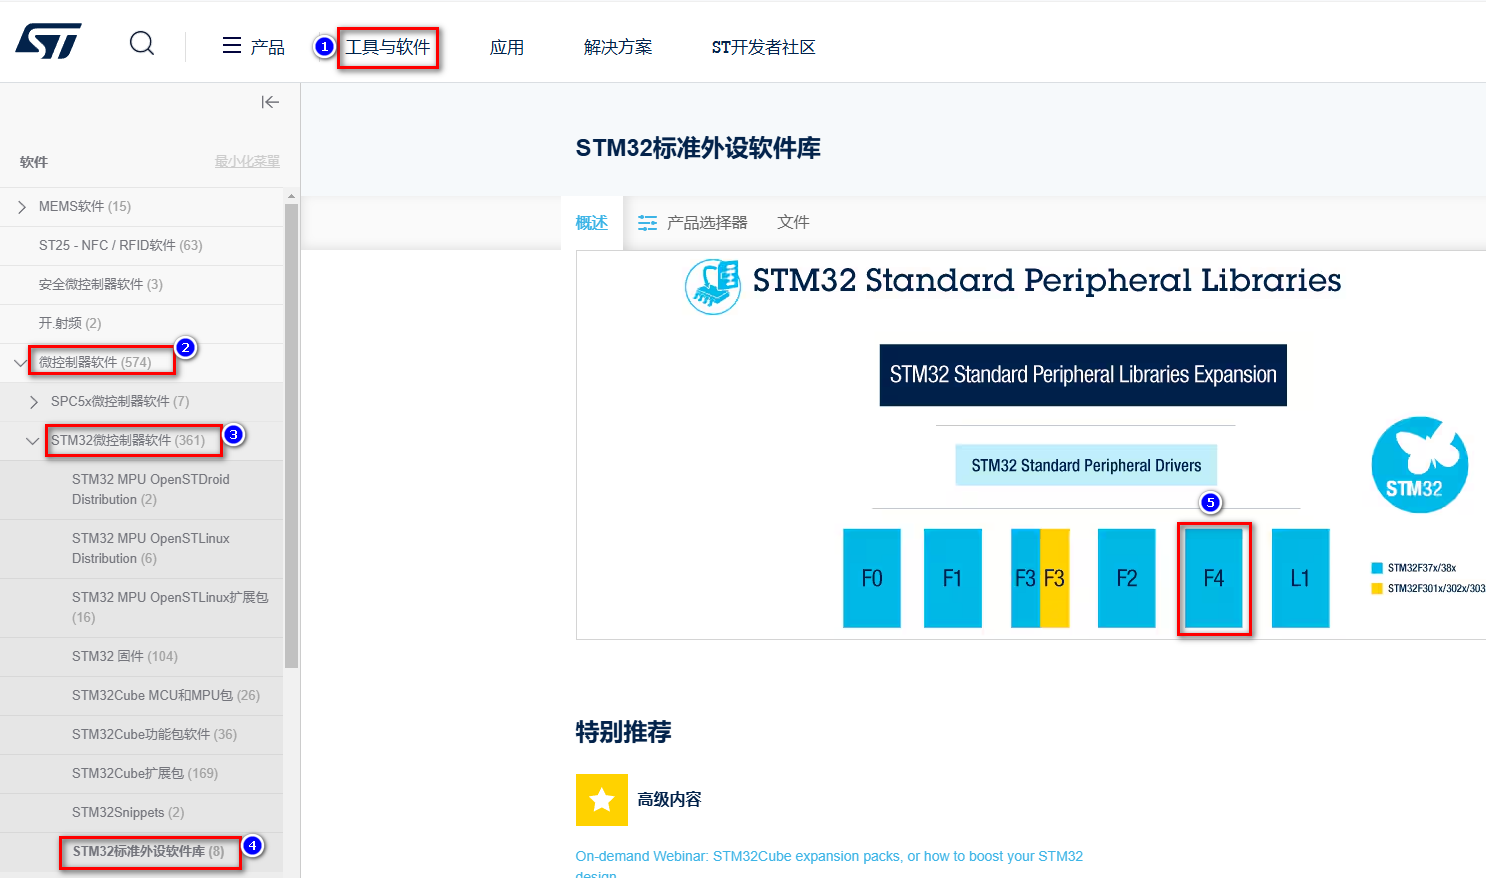 ST
产品
1
工具与软件
应用
解决方案
ST开发者社区
软件
最小化菜單
MEMS软件 (15)
ST25 - NFC / RFID软件 (63)
安全微控制器软件 (3)
开.射频 (2)
微控制器软件 (574)
2
SPC5x微控制器软件 (7)
STM32微控制器软件 (361)
3
STM32 MPU OpenSTDroid
Distribution (2)
STM32 MPU OpenSTLinux
Distribution (6)
STM32 MPU OpenSTLinux扩展包
(16)
STM32 固件 (104)
STM32Cube MCU和MPU包 (26)
STM32Cube功能包软件 (36)
STM32Cube扩展包 (169)
STM32Snippets (2)
STM32标准外设软件库 (8)
4
STM32标准外设软件库
概述
产品选择器
文件
STM32 Standard Peripheral Libraries
STM32 Standard Peripheral Libraries Expansion
STM32 Standard Peripheral Drivers
STM32
5
F0
F1
F3 F3
F2
F4
L1
STM32F37x/38x
STM32F301x/302x/303
特别推荐
高级内容
On-demand Webinar: STM32Cube expansion packs, or how to boost your STM32
design